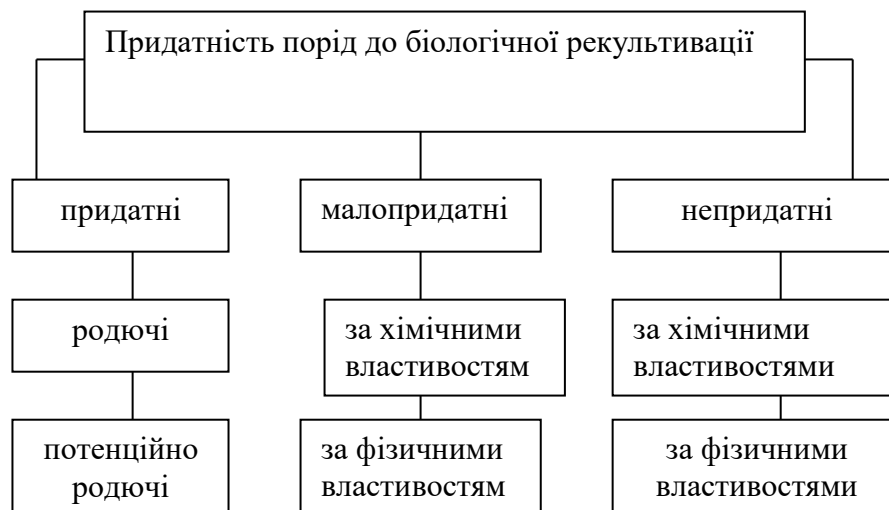 Придатність порід до біологічної рекультивації
придатні
малопридатні
непридатні
родючі
за хімічними
властивостям
за хімічними
властивостями
потенційно
родючі
за фізичними
властивостям
за фізичними
властивостями